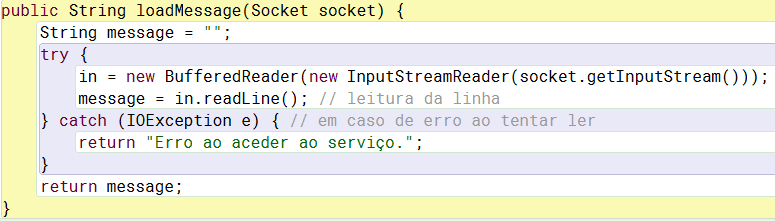 public String loadMessage(Socket socket) {
String message = "";
try {
in = new BufferedReader(new InputStreamReader(socket.getInputStream()));
message = in.readLine(); // leitura da linha
} catch (IOException e) { // em caso de erro ao tentar ler
return "Erro ao aceder ao serviço.";
}
return message;
}